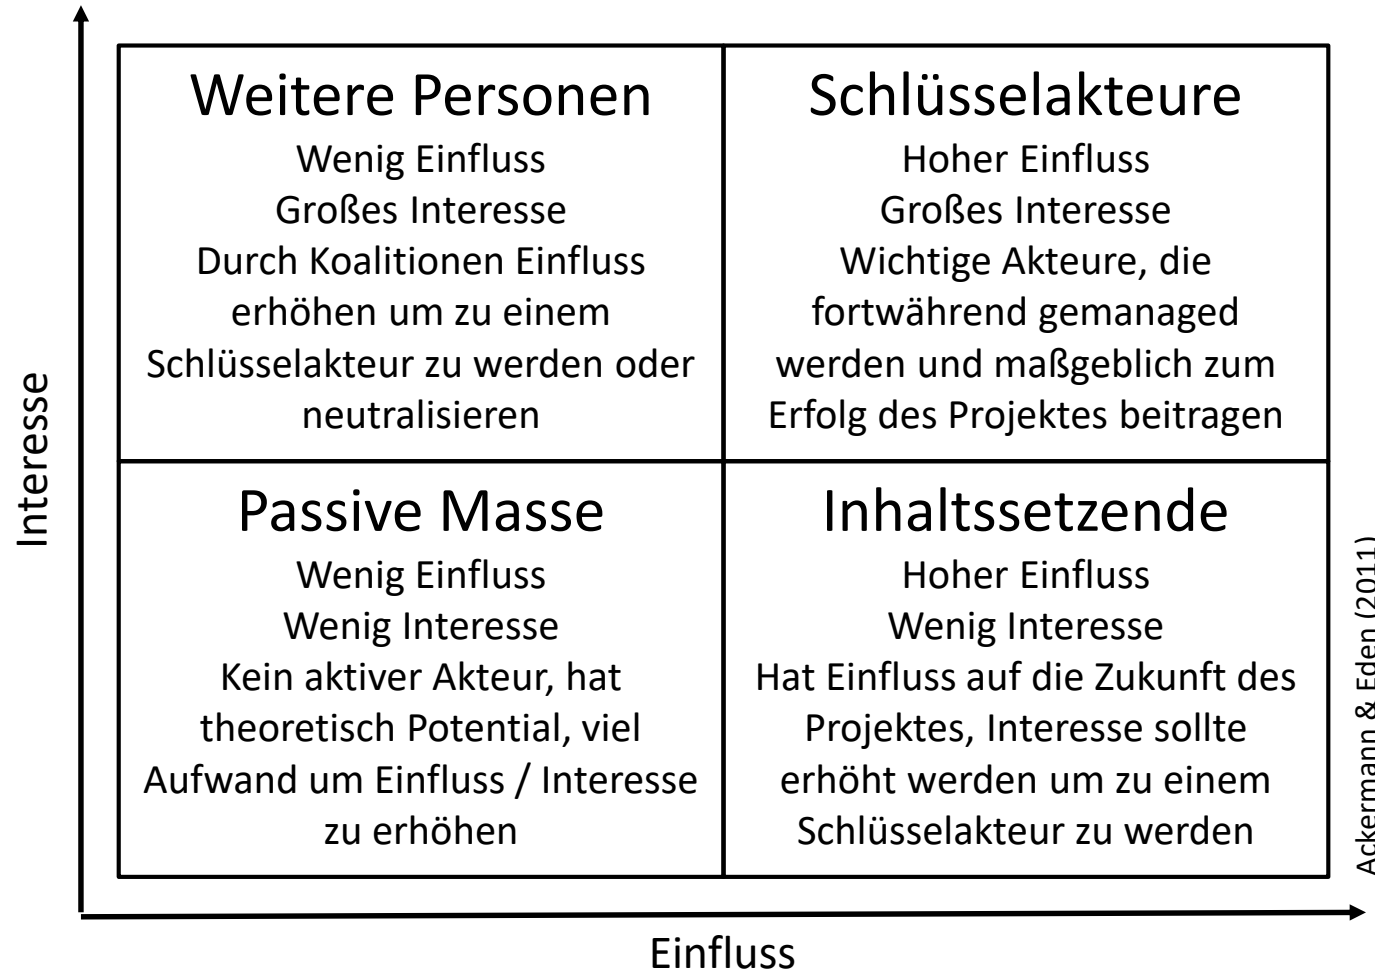 Weitere Personen
Wenig Einfluss
Großes Interesse
Durch Koalitionen Einfluss
erhöhen um zu einem
Schlüsselakteur zu werden oder
neutralisieren
Schlüsselakteure
Hoher Einfluss
Großes Interesse
Wichtige Akteure, die
fortwährend gemanaged
werden und maßgeblich zum
Erfolg des Projektes beitragen
Interesse
Passive Masse
Wenig Einfluss
Wenig Interesse
Kein aktiver Akteur, hat
theoretisch Potential, viel
Aufwand um Einfluss / Interesse
zu erhöhen
Inhaltssetzende
Hoher Einfluss
Wenig Interesse
Hat Einfluss auf die Zukunft des
Projektes, Interesse sollte
erhöht werden um zu einem
Schlüsselakteur zu werden
Ackermann & Eden (2011)
Einfluss